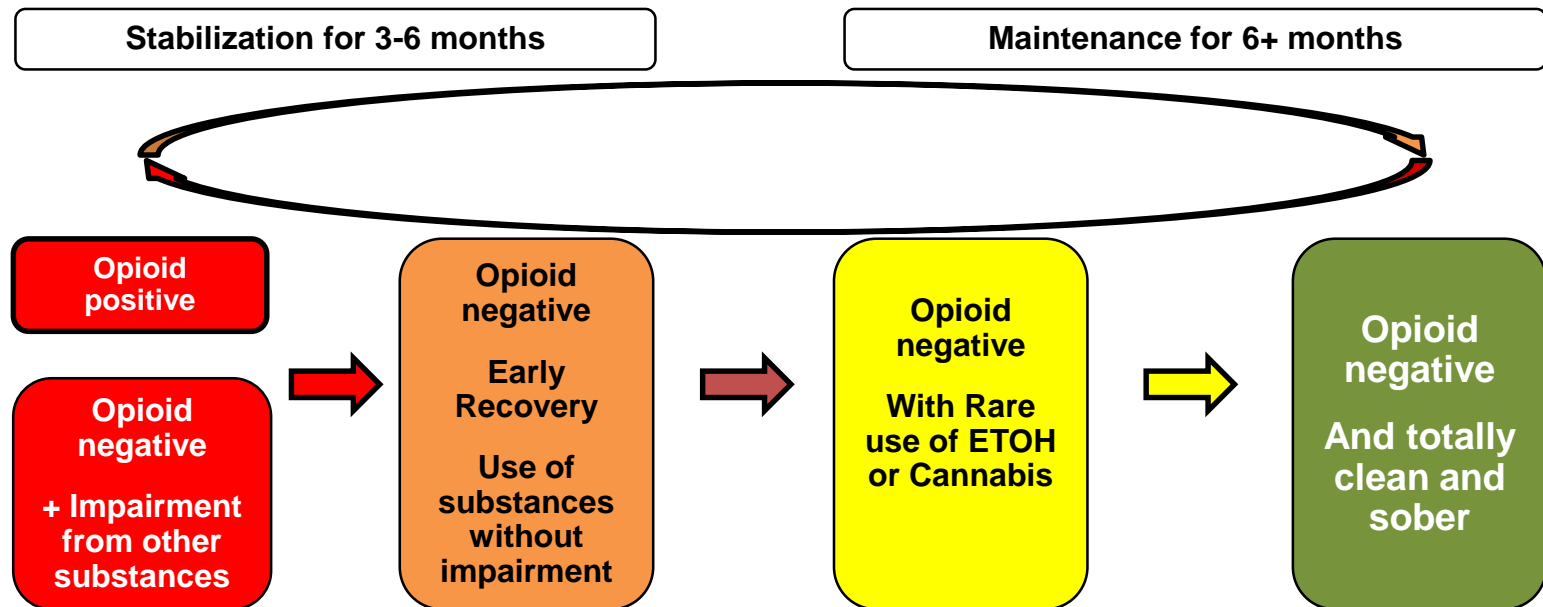 Stabilization for 3-6 months
Maintenance for 6+ months
Opioid
positive
Opioid
negative
+ Impairment
from other
substances
Opioid
negative
Early
Recovery
Use of
substances
without
impairment
Opioid
negative
With Rare
use of ETOH
or Cannabis
Opioid
negative
And totally
clean and
sober